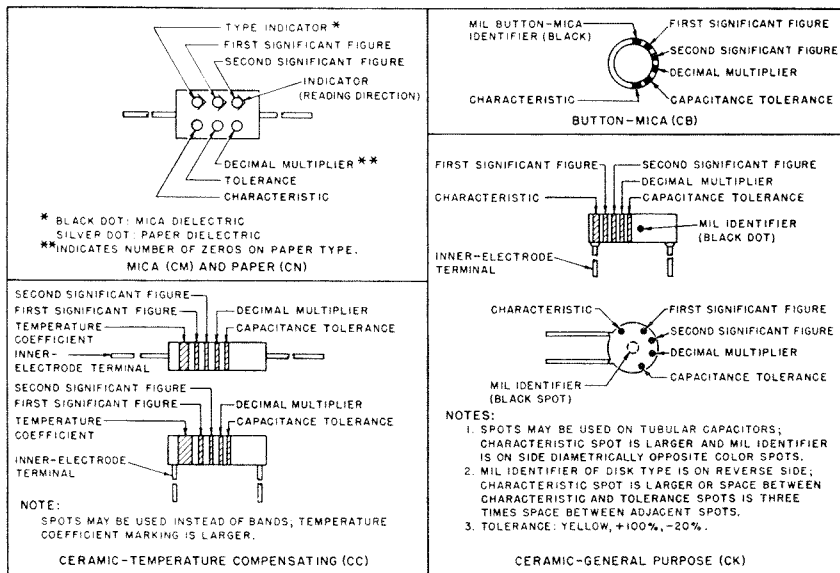 TYPE INDICATOR *
FIRST SIGNIFICANT FIGURE
SECOND SIGNIFICANT FIGURE
INDICATOR
(READING DIRECTION)
DECIMAL MULTIPLIER **
TOLERANCE
CHARACTERISTIC
* BLACK DOT: MICA DIELECTRIC
SILVER DOT: PAPER DIELECTRIC
**INDICATES NUMBER OF ZEROS ON PAPER TYPE.
MICA (CM) AND PAPER (CN)
SECOND SIGNIFICANT FIGURE
FIRST SIGNIFICANT FIGURE
DECIMAL MULTIPLIER
TEMPERATURE
COEFFICIENT
CAPACITANCE TOLERANCE
INNER-
ELECTRODE TERMINAL
SECOND SIGNIFICANT FIGURE
FIRST SIGNIFICANT FIGURE
DECIMAL MULTIPLIER
TEMPERATURE
COEFFICIENT
CAPACITANCE TOLERANCE
INNER-ELECTRODE
TERMINAL
NOTE:
SPOTS MAY BE USED INSTEAD OF BANDS; TEMPERATURE
COEFFICIENT MARKING IS LARGER.
CERAMIC-TEMPERATURE COMPENSATING (CC)
MIL BUTTON-MICA
IDENTIFIER (BLACK)
FIRST SIGNIFICANT FIGURE
SECOND SIGNIFICANT FIGURE
DECIMAL MULTIPLIER
CHARACTERISTIC
CAPACITANCE TOLERANCE
BUTTON-MICA (CB)
FIRST SIGNIFICANT FIGURE
SECOND SIGNIFICANT FIGURE
DECIMAL MULTIPLIER
CHARACTERISTIC
CAPACITANCE TOLERANCE
MIL IDENTIFIER
(BLACK DOT)
INNER-ELECTRODE
TERMINAL
CHARACTERISTIC
FIRST SIGNIFICANT FIGURE
SECOND SIGNIFICANT FIGURE
DECIMAL MULTIPLIER
CAPACITANCE TOLERANCE
MIL IDENTIFIER
(BLACK SPOT)
NOTES:
1. SPOTS MAY BE USED ON TUBULAR CAPACITORS;
CHARACTERISTIC SPOT IS LARGER AND MIL IDENTIFIER
IS ON SIDE DIAMETRICALLY OPPOSITE COLOR SPOTS.
2. MIL IDENTIFIER OF DISK TYPE IS ON REVERSE SIDE;
CHARACTERISTIC SPOT IS LARGER OR SPACE BETWEEN
CHARACTERISTIC AND TOLERANCE SPOTS IS THREE
TIMES SPACE BETWEEN ADJACENT SPOTS.
3. TOLERANCE: YELLOW, +100%, -20%.
CERAMIC-GENERAL PURPOSE (CK)